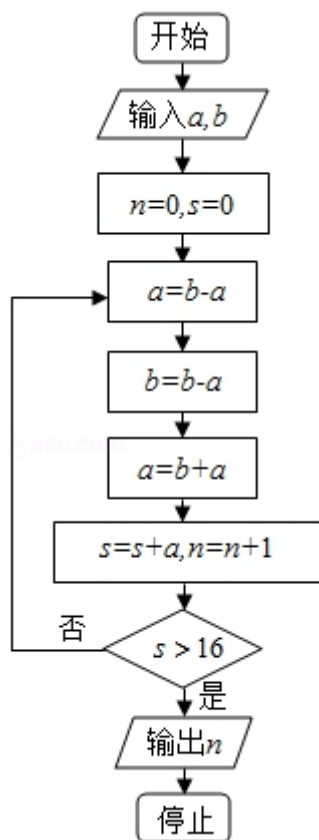 开始
输入a,b
n=0,s=0
a=b-a
b=b-a
a=b+a
s=s+a,n=n+1
否
s>16
是
输出n
停止